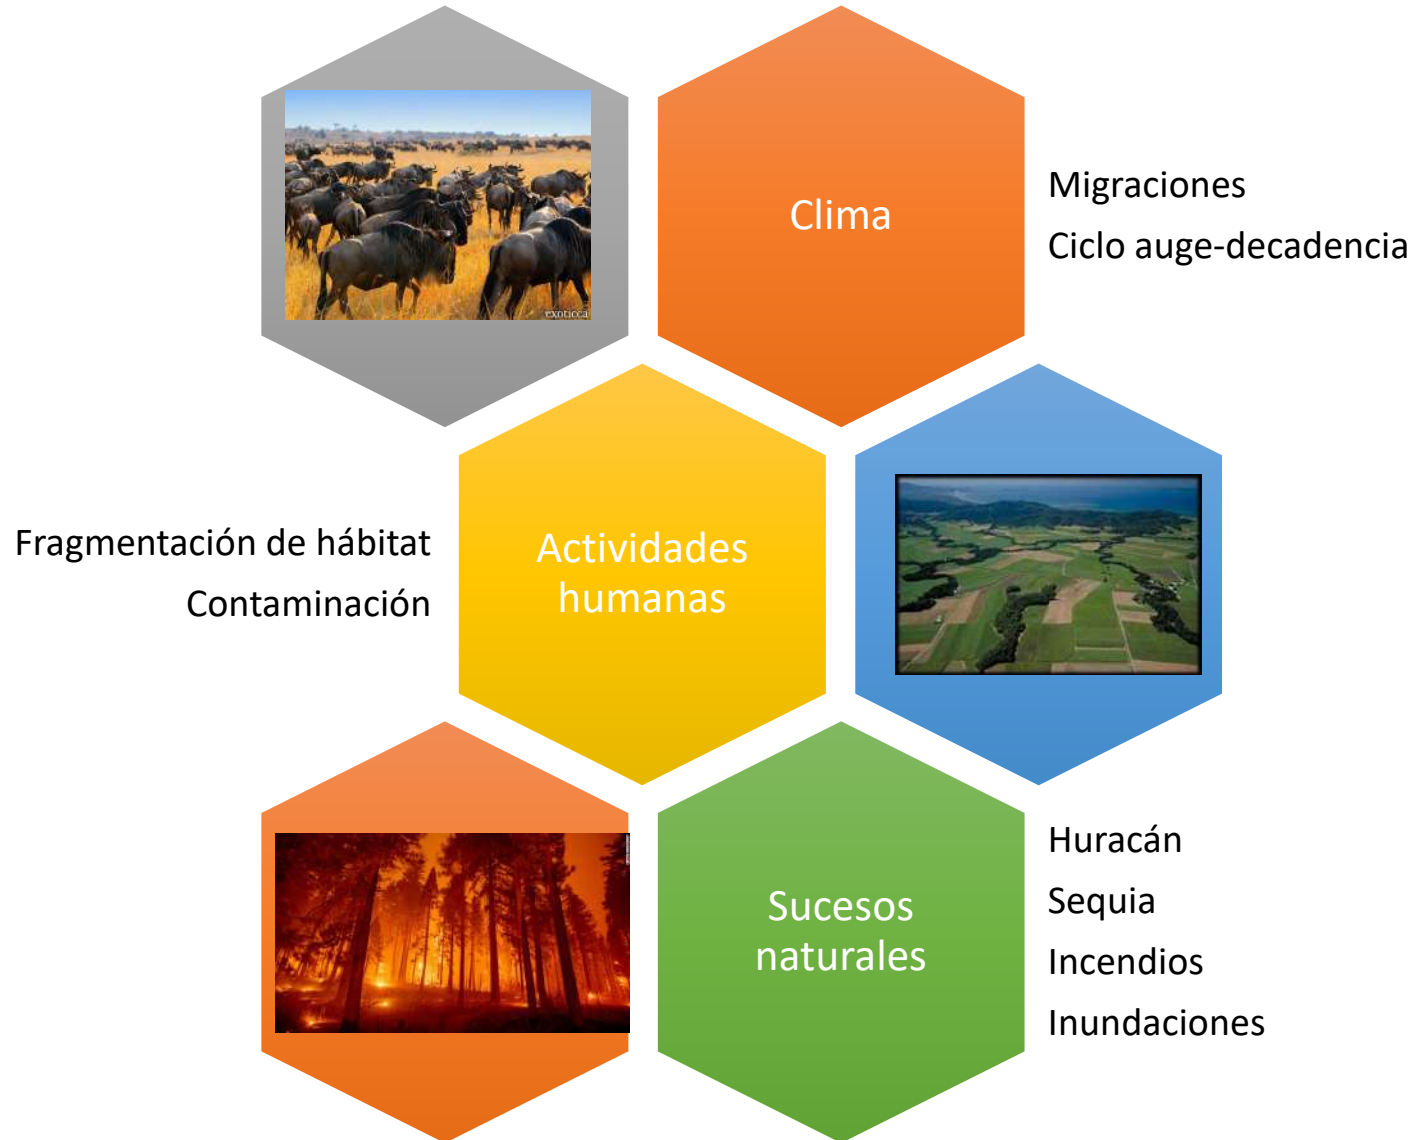 exoticca
Clima
Migraciones
Ciclo auge-decadencia
Fragmentación de hábitat
Contaminación
Actividades
humanas
Sucesos
naturales
Huracán
Sequia
Incendios
Inundaciones